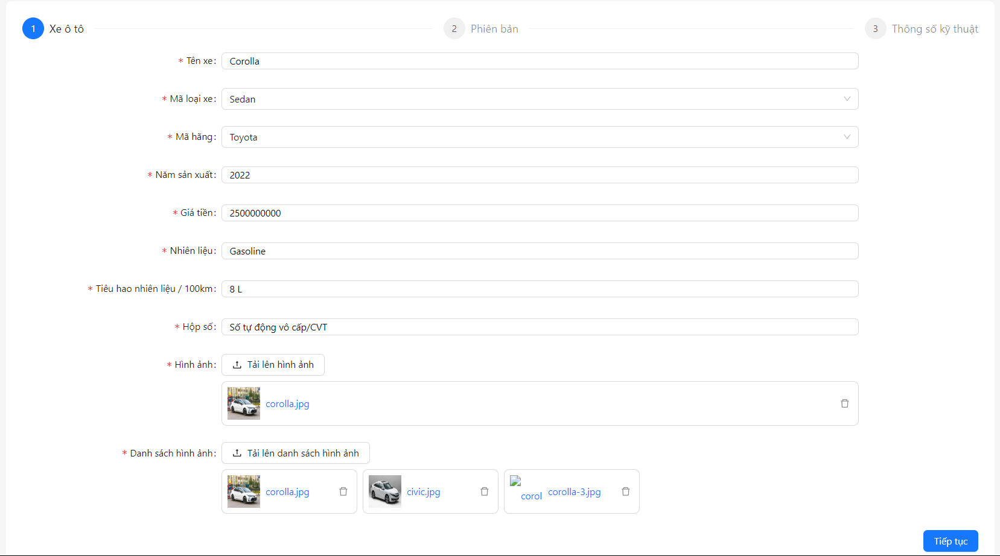 1 Xe ô tô 2 Phiên bản 3 Thông số kỹ thuật
* Tên xe: Corolla
* Mã loại xe: Sedan
* Mã hãng: Toyota
* Năm sản xuất: 2022
* Giá tiền: 2500000000
* Nhiên liệu: Gasoline
* Tiêu hao nhiên liệu / 100km: 8 L
* Hộp số: Số tự động vô cấp/CVT
* Hình ảnh: Tải lên hình ảnh
corolla.jpg
* Danh sách hình ảnh: Tải lên danh sách hình ảnh
corolla.jpg civic.jpg corol corolla-3.jpg
Tiếp tục